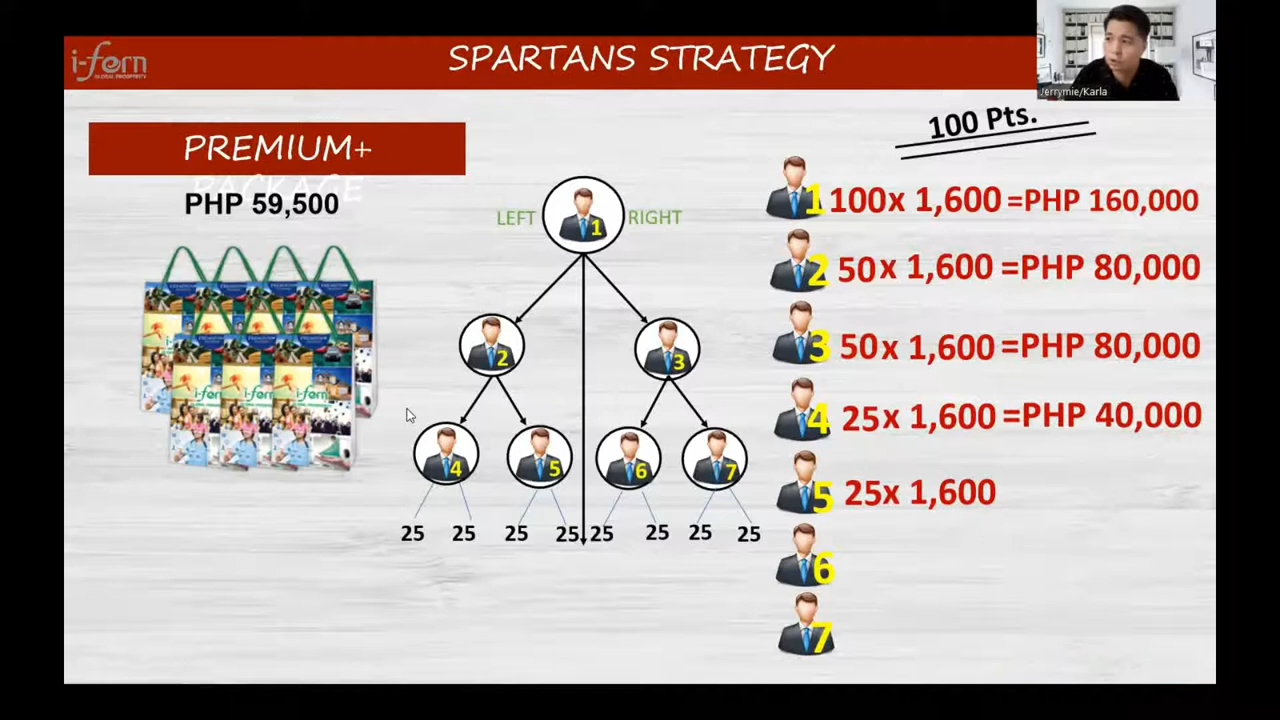 i-fern
GLOBAL PROSPERITY
SPARTANS STRATEGY
Jerrymie/Karla
PREMIUM+
PACKAGE
PHP 59,500
LEFT
RIGHT
1
2
3
4
5
6
7
25
25
25
25
25
25
25
25
100 Pts.
1 100x 1,600 =PHP 160,000
2 50x 1,600 =PHP 80,000
3 50x 1,600 =PHP 80,000
4 25x 1,600 =PHP 40,000
5 25x 1,600
6
7